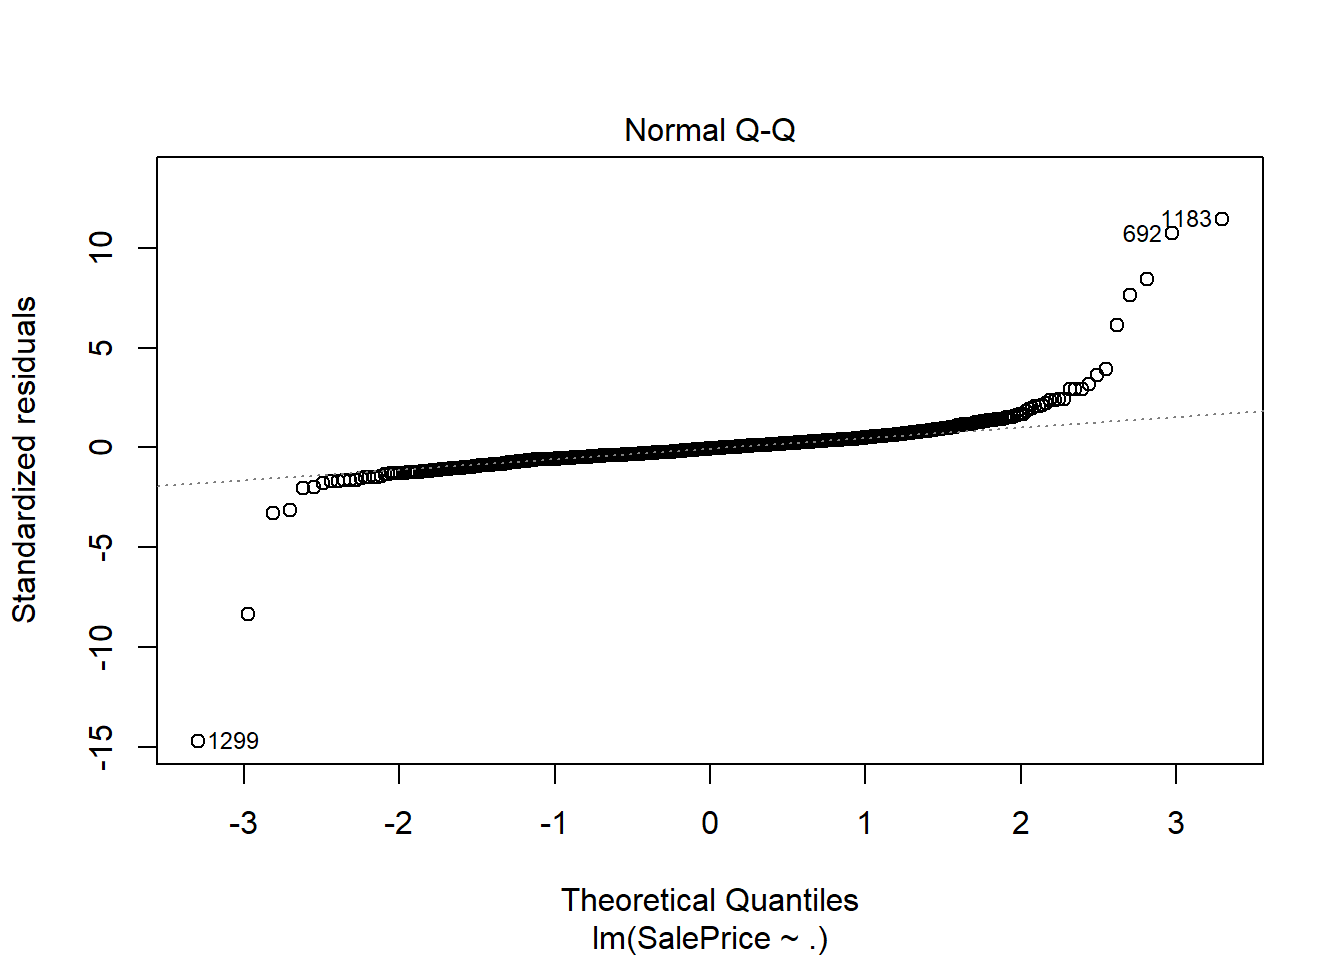 Normal Q-Q
Standardized residuals
10
5
0
-5
-10
-15
1183
692
1299
-3 -2 -1 0 1 2 3
Theoretical Quantiles
lm(SalePrice ~ .)